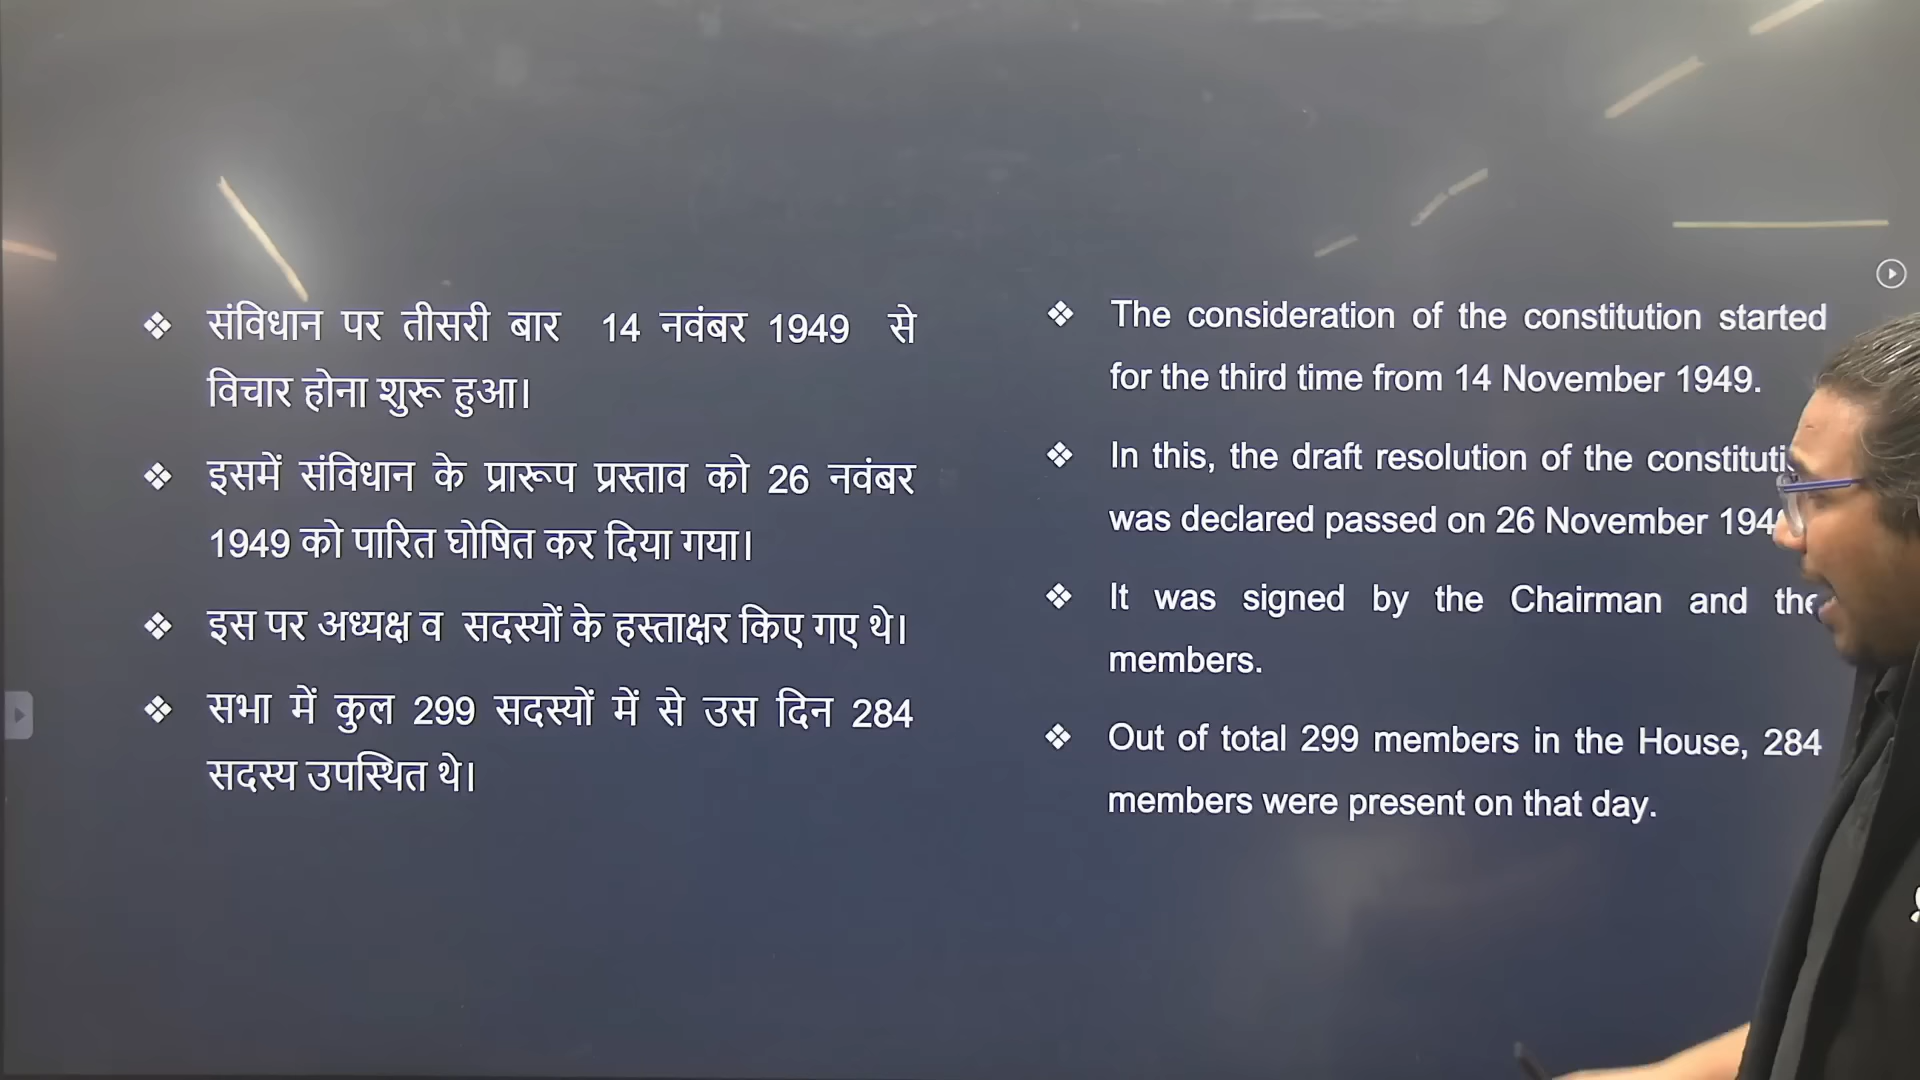 ❖ संविधान पर तीसरी बार 14 नवंबर 1949 से
विचार होना शुरू हुआ।
❖ इसमें संविधान के प्रारूप प्रस्ताव को 26 नवंबर
1949 को पारित घोषित कर दिया गया।
❖ इस पर अध्यक्ष व सदस्यों के हस्ताक्षर किए गए थे।
❖ सभा में कुल 299 सदस्यों में से उस दिन 284
सदस्य उपस्थित थे।
❖ The consideration of the constitution started
for the third time from 14 November 1949.
❖ In this, the draft resolution of the
was declared passed on 26 November
❖ It was signed by the Chairman and the
members.
❖ Out of total 299 members in the House, 284
members were present on that day.